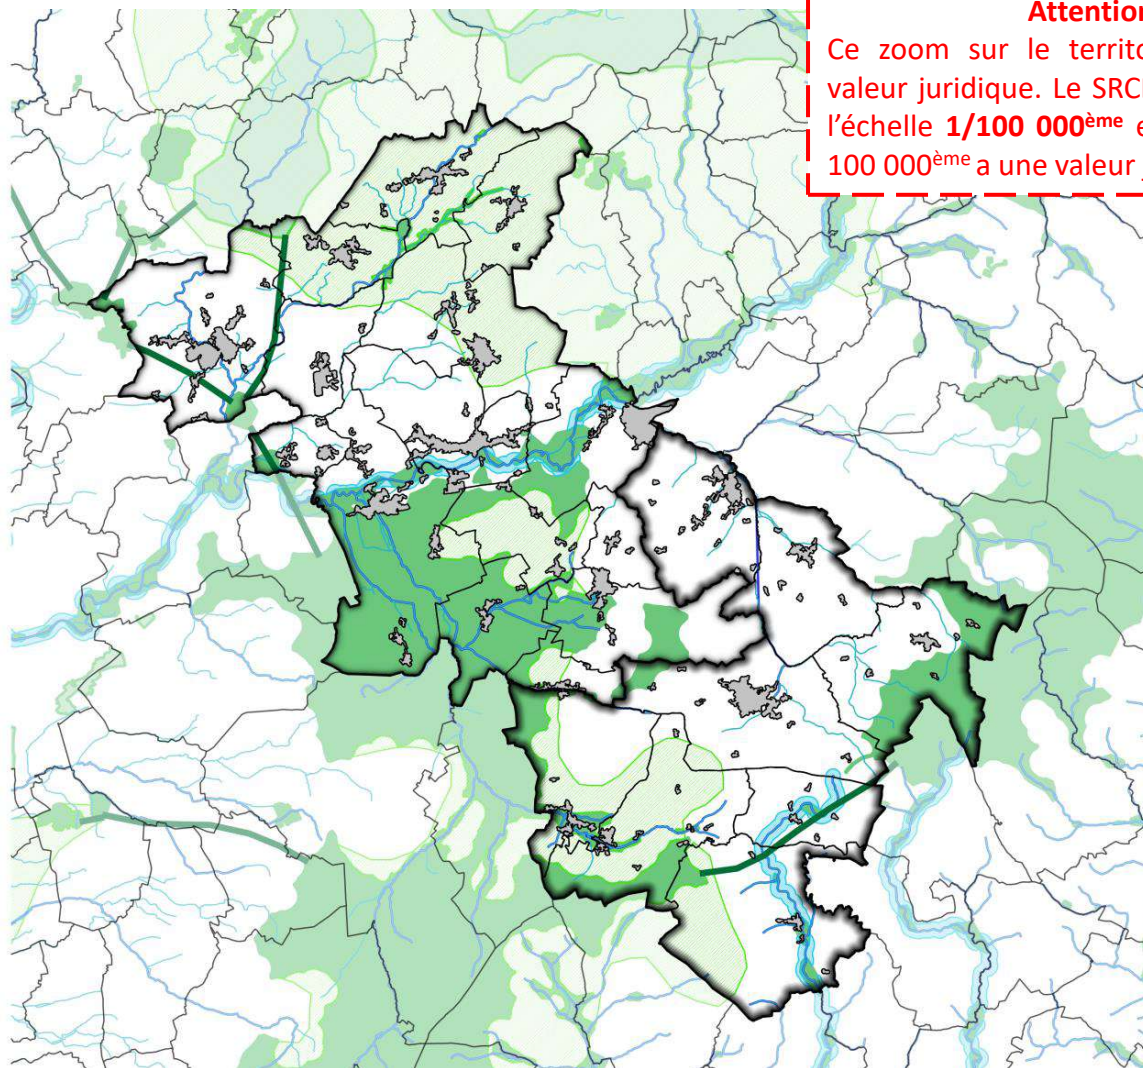 Attention
Ce zoom sur le territo
valeur juridique. Le SRC
l'échelle 1/100 000ème e
100 000ème a une valeur